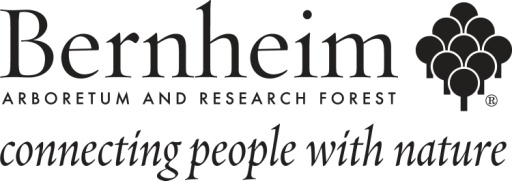 Bernheim
ARBORETUM AND RESEARCH FOREST
®
connecting people with nature